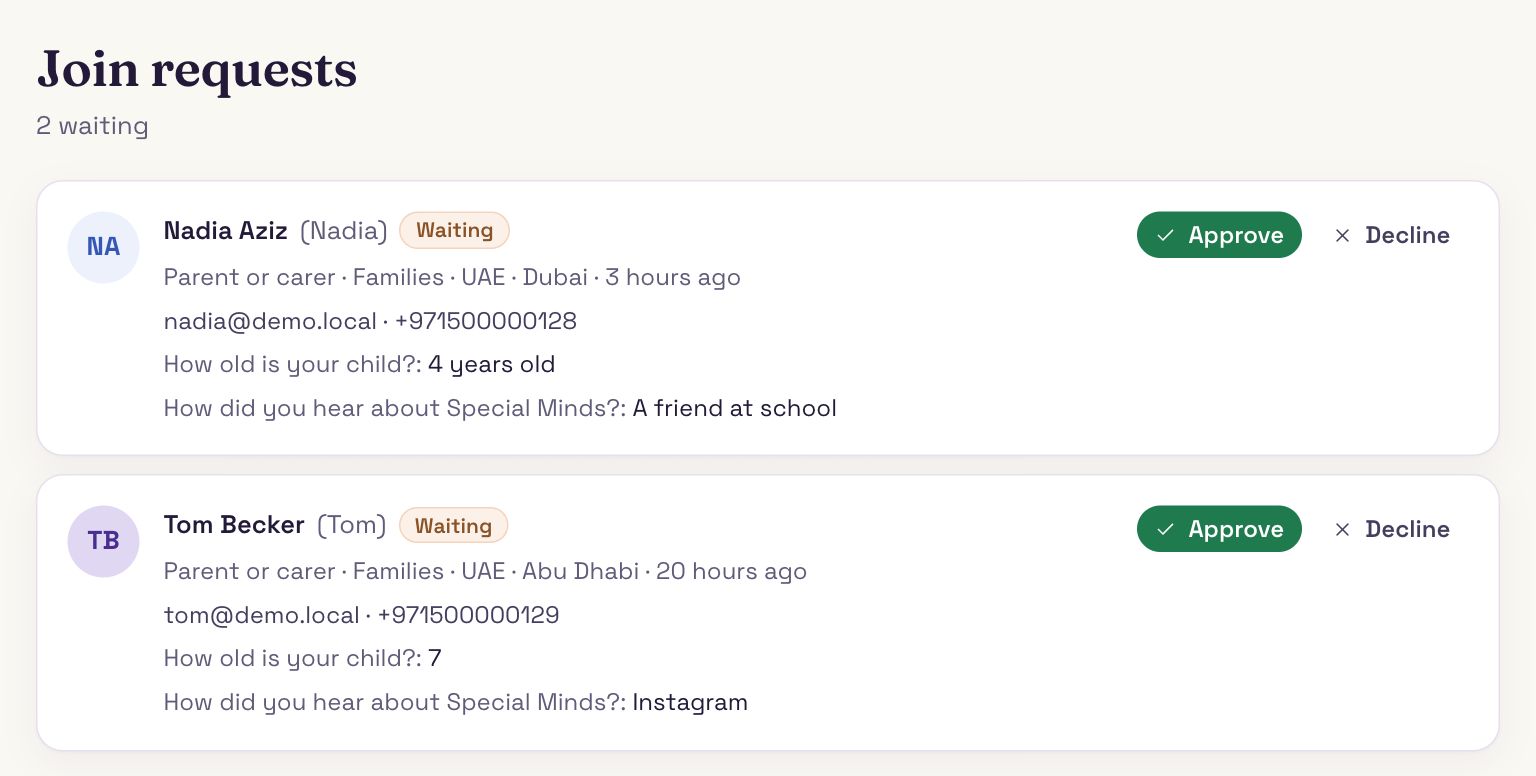 Join requests
2 waiting
NA
Nadia Aziz (Nadia) Waiting
Approve
Decline
Parent or carer · Families · UAE · Dubai · 3 hours ago
nadia@demo.local · +971500000128
How old is your child?: 4 years old
How did you hear about Special Minds?: A friend at school
TB
Tom Becker (Tom) Waiting
Approve
Decline
Parent or carer · Families · UAE · Abu Dhabi · 20 hours ago
tom@demo.local · +971500000129
How old is your child?: 7
How did you hear about Special Minds?: Instagram